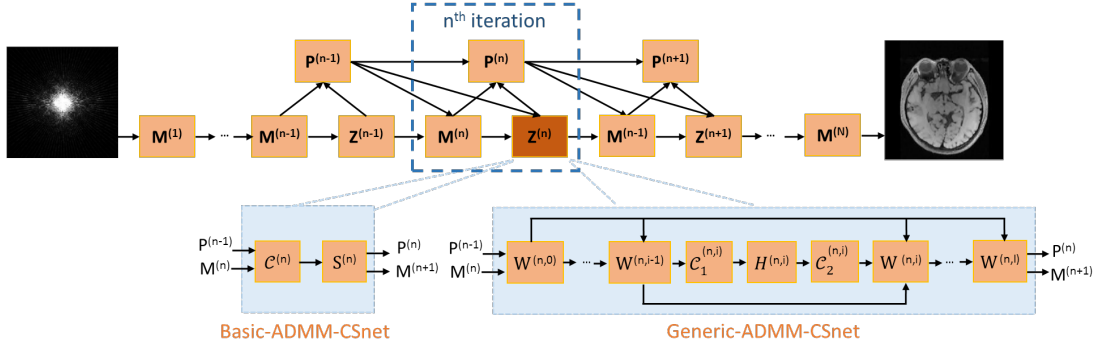 nth iteration
P(n-1) P(n) P(n+1)
M(1) ... M(n-1) Z(n-1) M(n) Z(n) M(n-1) Z(n+1) ... M(N)
P(n-1) M(n) C(n) S(n) P(n) M(n+1)
P(n-1) M(n) W(n,0) ... W(n,i-1) C1(n,i) H(n,i) C2(n,i) W(n,i) ... W(n,I) P(n) M(n+1)
Basic-ADMM-CSnet Generic-ADMM-CSnet